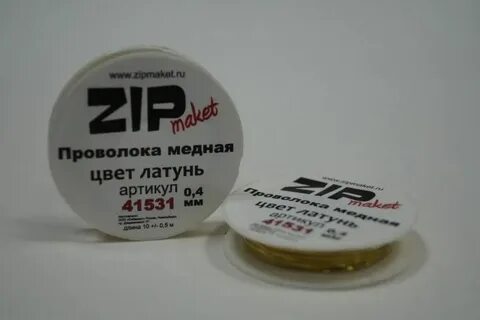 www.zipmaket.ru
ZIP
maket
Проволока медная
цвет латунь
артикул
41531
0,4
мм
длина 10 +/- 0,5 м
zipmaket.ru
ZIP
maket
Проволока медная
цвет латунь
артикул
41531
0,4
мм